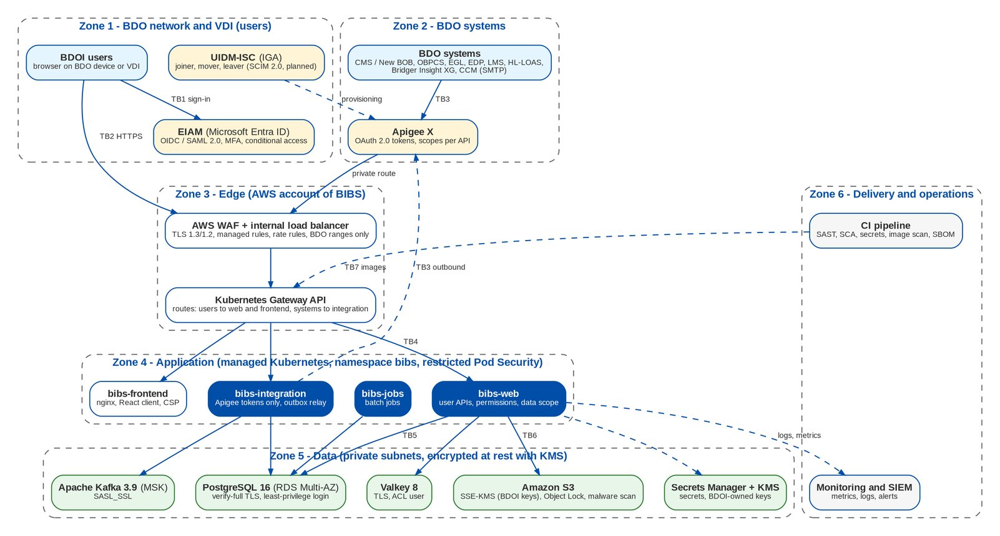 Zone 1 - BDO network and VDI (users)
Zone 2 - BDO systems
BDOI users
browser on BDO device or VDI
UIDM-ISC (IGA)
joiner, mover, leaver (SCIM 2.0, planned)
BDO systems
CMS / New BOB, OBPCS, EGL, EDP, LMS, HL-LOAS,
Bridger Insight XG, CCM (SMTP)
TB1 sign-in
provisioning
TB3
TB2 HTTPS
EIAM (Microsoft Entra ID)
OIDC / SAML 2.0, MFA, conditional access
Apigee X
OAuth 2.0 tokens, scopes per API
private route
Zone 3 - Edge (AWS account of BIBS)
Zone 6 - Delivery and operations
AWS WAF + internal load balancer
TLS 1.3/1.2, managed rules, rate rules, BDO ranges only
CI pipeline
SAST, SCA, secrets, image scan, SBOM
TB7 images
TB3 outbound
Kubernetes Gateway API
routes: users to web and frontend, systems to integration
TB4
Zone 4 - Application (managed Kubernetes, namespace bibs, restricted Pod Security)
bibs-frontend
nginx, React client, CSP
bibs-integration
Apigee tokens only, outbox relay
bibs-jobs
batch jobs
bibs-web
user APIs, permissions, data scope
TB5
TB6
logs, metrics
Zone 5 - Data (private subnets, encrypted at rest with KMS)
Apache Kafka 3.9 (MSK)
SASL_SSL
PostgreSQL 16 (RDS Multi-AZ)
verify-full TLS, least-privilege login
Valkey 8
TLS, ACL user
Amazon S3
SSE-KMS (BDOI keys), Object Lock, malware scan
Secrets Manager + KMS
secrets, BDOI-owned keys
Monitoring and SIEM
metrics, logs, alerts